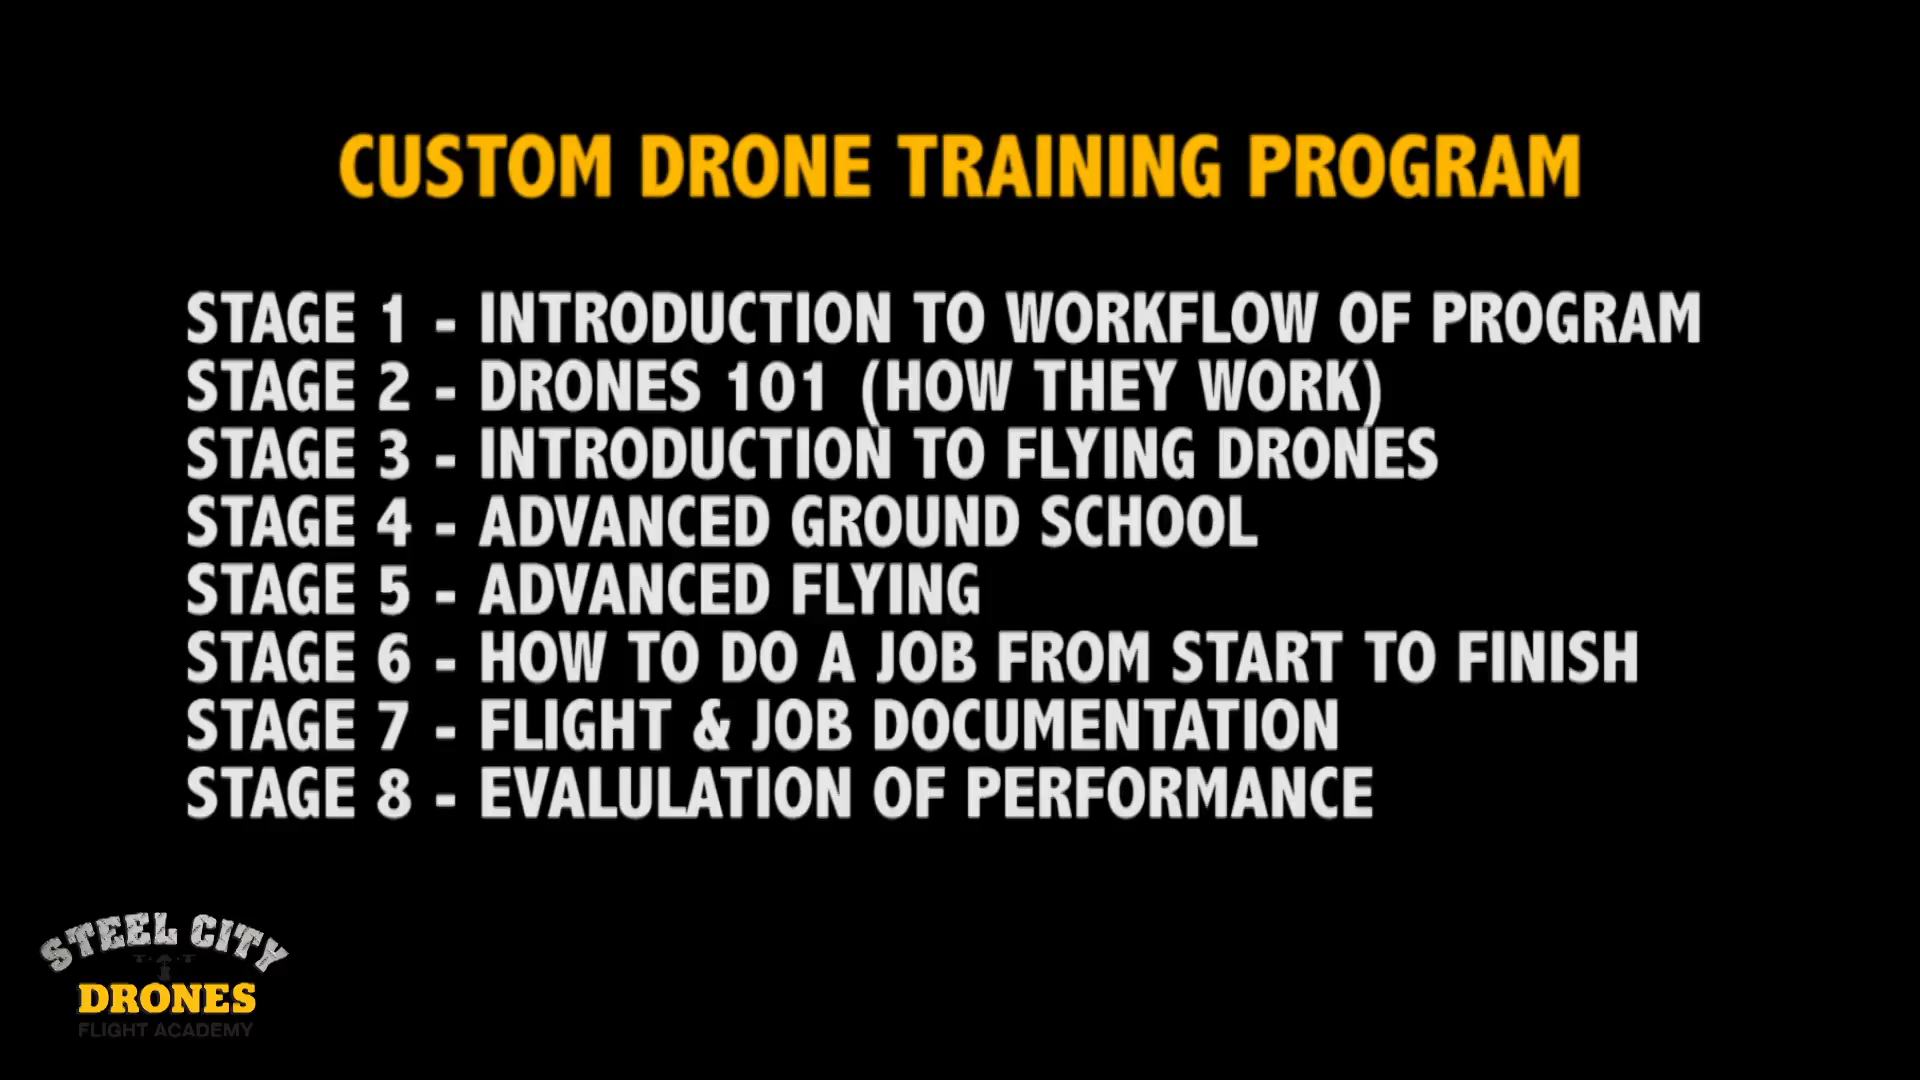 CUSTOM DRONE TRAINING PROGRAM
STAGE 1 - INTRODUCTION TO WORKFLOW OF PROGRAM
STAGE 2 - DRONES 101 (HOW THEY WORK)
STAGE 3 - INTRODUCTION TO FLYING DRONES
STAGE 4 - ADVANCED GROUND SCHOOL
STAGE 5 - ADVANCED FLYING
STAGE 6 - HOW TO DO A JOB FROM START TO FINISH
STAGE 7 - FLIGHT & JOB DOCUMENTATION
STAGE 8 - EVALULATION OF PERFORMANCE
STEEL CITY
DRONES
FLIGHT ACADEMY